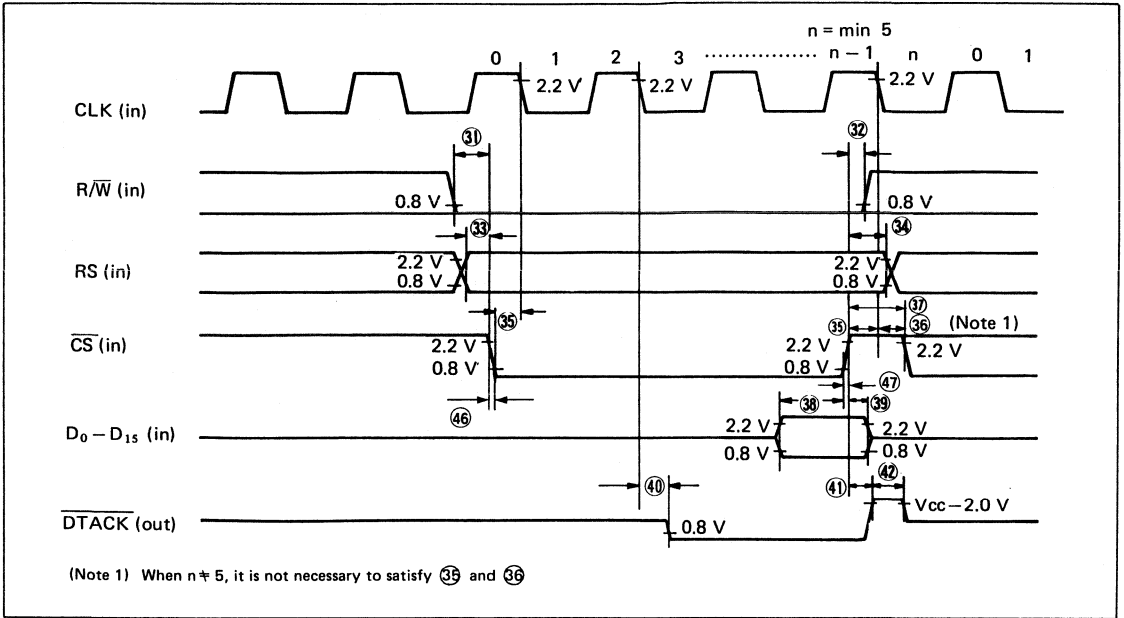 n = min 5
0 1 2 3 .................. n − 1 n 0 1
CLK (in) 2.2 V 2.2 V 2.2 V
㉛ ㉜
R/W̅ (in) 0.8 V 0.8 V
㉝ ㉞
RS (in) 2.2 V 2.2 V
0.8 V 0.8 V
㊲
㉟ ㉟ ㊱ (Note 1)
C̅S̅ (in) 2.2 V 2.2 V 2.2 V
0.8 V 0.8 V
㊼
㊻ ㊳ ㊴
D₀ − D₁₅ (in) 2.2 V 2.2 V
0.8 V 0.8 V
㊵ ㊶ ㊷
D̅T̅A̅C̅K̅ (out) 0.8 V Vcc−2.0 V
(Note 1) When n ≠ 5, it is not necessary to satisfy ㉟ and ㊱